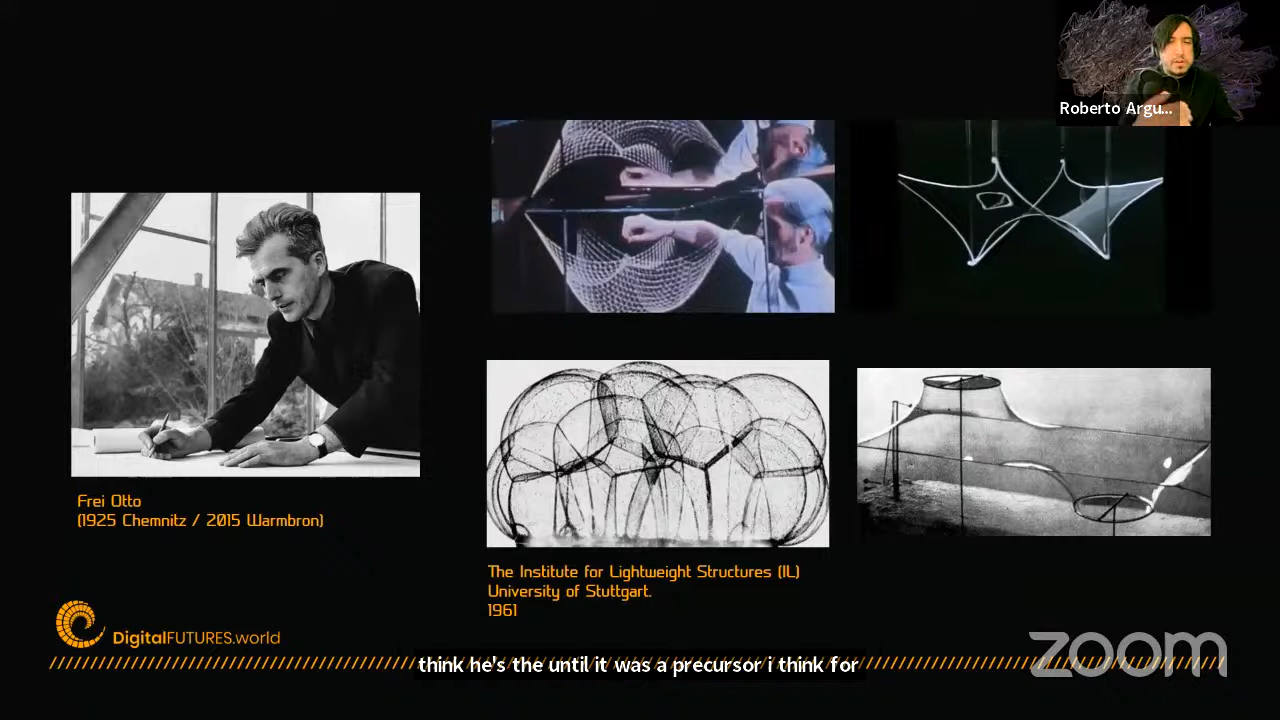 Roberto Argu...
Frei Otto
(1925 Chemnitz / 2015 Warmbron)
The Institute for Lightweight Structures (IL)
University of Stuttgart.
1961
DigitalFUTURES.world
zoom
think he's the until it was a precursor i think for